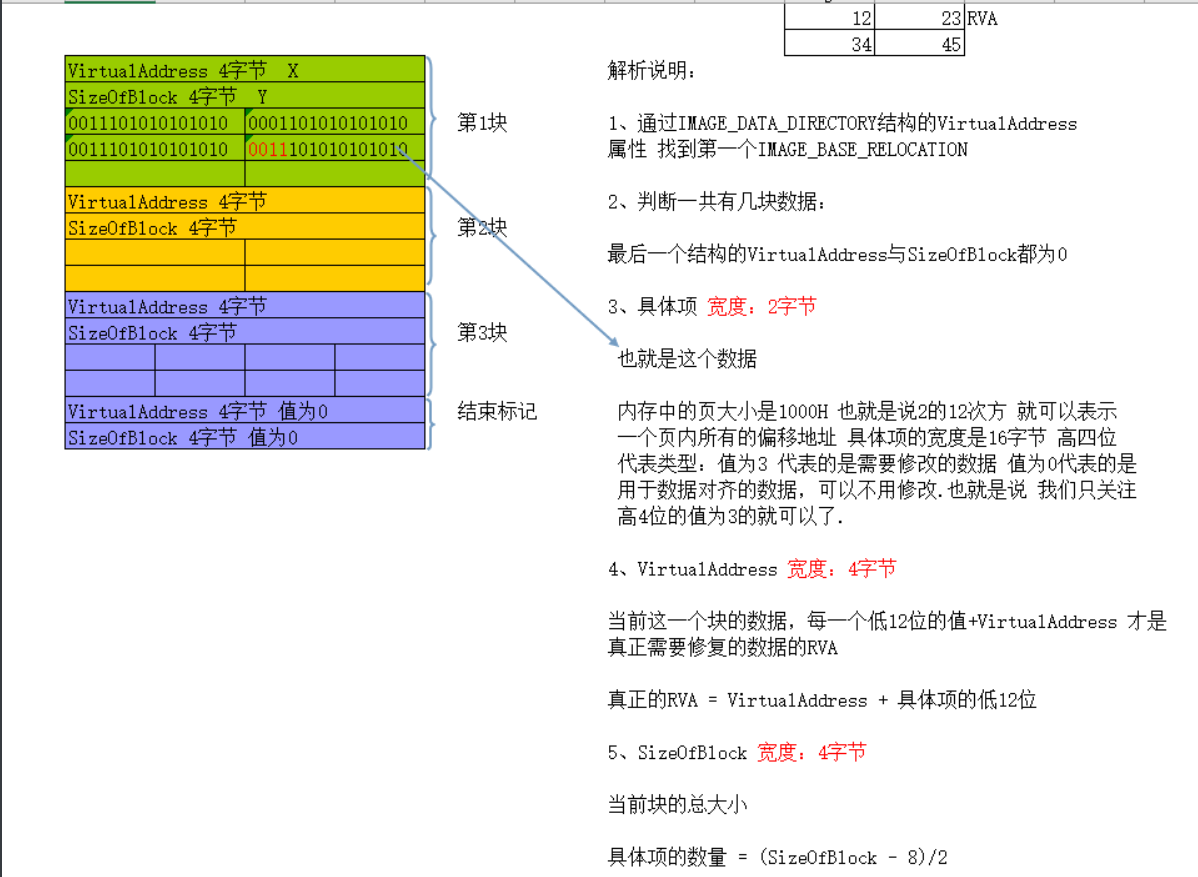 12 23 RVA
34 45
VirtualAddress 4字节 X
SizeOfBlock 4字节 Y
0011101010101010 0001101010101010
0011101010101010 0011101010101010
第1块
VirtualAddress 4字节
SizeOfBlock 4字节
第2块
VirtualAddress 4字节
SizeOfBlock 4字节
第3块
VirtualAddress 4字节 值为0
SizeOfBlock 4字节 值为0
结束标记
解析说明:
1、通过IMAGE_DATA_DIRECTORY结构的VirtualAddress
属性 找到第一个IMAGE_BASE_RELOCATION
2、判断一共有几块数据:
最后一个结构的VirtualAddress与SizeOfBlock都为0
3、具体项 宽度：2字节
也就是这个数据
内存中的页大小是1000H 也就是说2的12次方 就可以表示
一个页内所有的偏移地址 具体项的宽度是16字节 高四位
代表类型：值为3 代表的是需要修改的数据 值为0代表的是
用于数据对齐的数据，可以不用修改.也就是说 我们只关注
高4位的值为3的就可以了.
4、VirtualAddress 宽度：4字节
当前这一个块的数据，每一个低12位的值+VirtualAddress 才是
真正需要修复的数据的RVA
真正的RVA = VirtualAddress + 具体项的低12位
5、SizeOfBlock 宽度：4字节
当前块的总大小
具体项的数量 = (SizeOfBlock - 8)/2